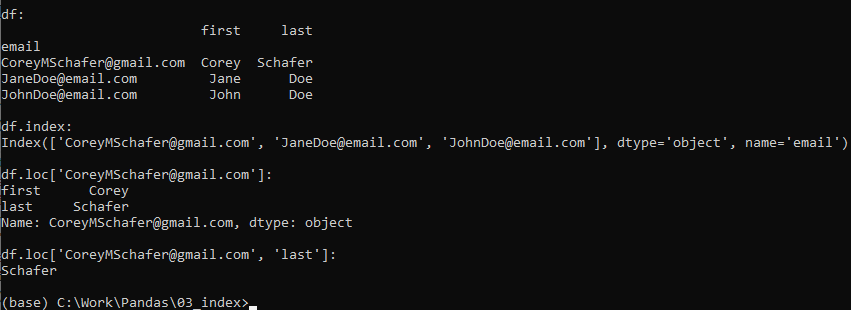 df:
                         first     last
email
CoreyMSchafer@gmail.com  Corey  Schafer
JaneDoe@email.com         Jane      Doe
JohnDoe@email.com         John      Doe

df.index:
Index(['CoreyMSchafer@gmail.com', 'JaneDoe@email.com', 'JohnDoe@email.com'], dtype='object', name='email')

df.loc['CoreyMSchafer@gmail.com']:
first      Corey
last     Schafer
Name: CoreyMSchafer@gmail.com, dtype: object

df.loc['CoreyMSchafer@gmail.com', 'last']:
Schafer

(base) C:\Work\Pandas\03_index>